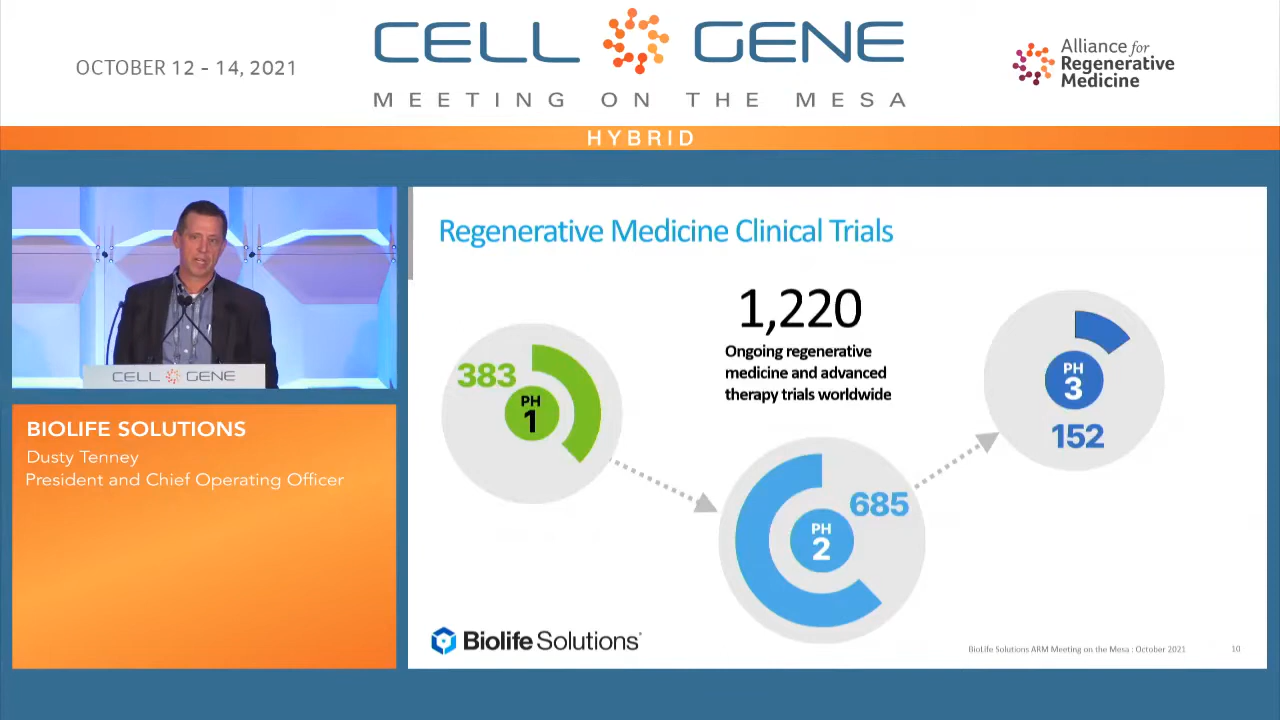 OCTOBER 12 - 14, 2021
CELL GENE
MEETING ON THE MESA
Alliance for
Regenerative
Medicine
HYBRID
CELL GENE
BIOLIFE SOLUTIONS
Dusty Tenney
President and Chief Operating Officer
Regenerative Medicine Clinical Trials
1,220
Ongoing regenerative
medicine and advanced
therapy trials worldwide
383
PH
1
685
PH
2
PH
3
152
Biolife Solutions®
BioLife Solutions ARM Meeting on the Mesa : October 2021
10